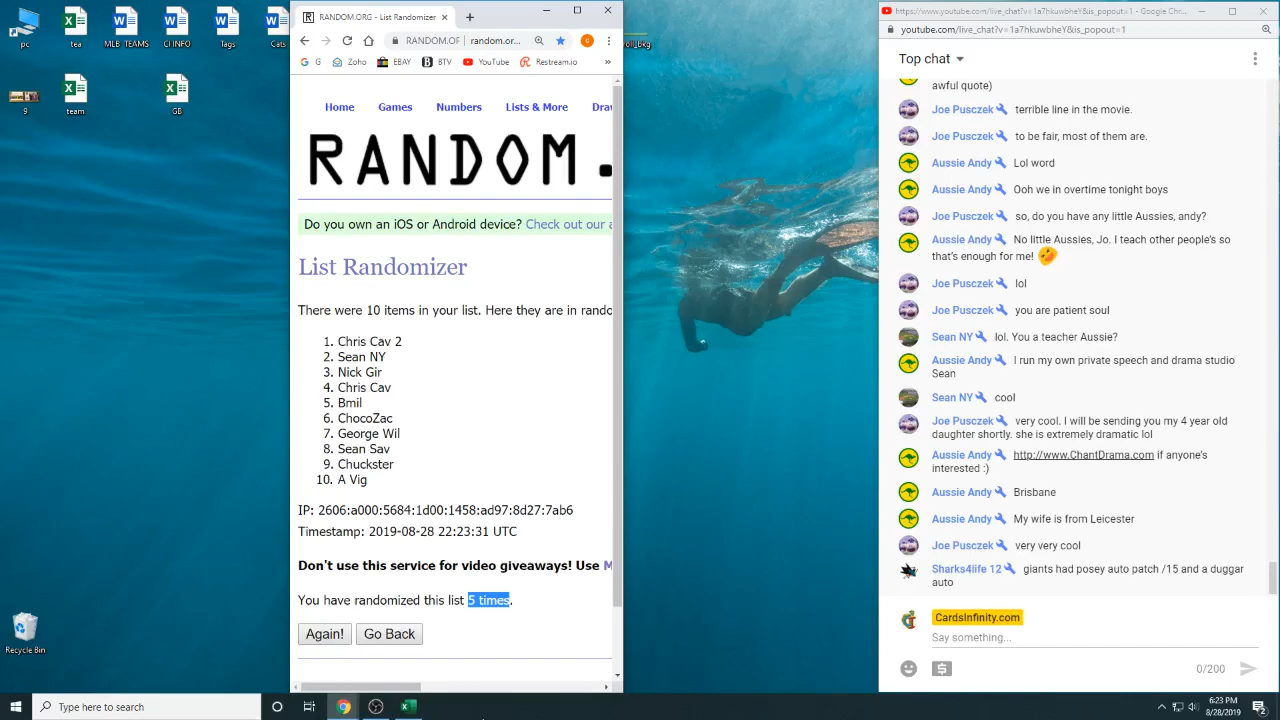 pc
tea
MLB_TEAMS
CI INFO
Tags
Cats
9
team
GB
Recycle Bin
RANDOM.ORG - List Randomizer
RANDOM.OF
random.or...
G
Zoho
EBAY
BTV
YouTube
Restream.io
»
Home
Games
Numbers
Lists & More
Drav
RANDOM.
Do you own an iOS or Android device? Check out our a
List Randomizer
There were 10 items in your list. Here they are in rando
1. Chris Cav 2
2. Sean NY
3. Nick Gir
4. Chris Cav
5. Bmil
6. ChocoZac
7. George Wil
8. Sean Sav
9. Chuckster
10. A Vig
IP: 2606:a000:5684:1d00:1458:ad97:8d27:7ab6
Timestamp: 2019-08-28 22:23:31 UTC
Don't use this service for video giveaways! Use M
You have randomized this list 5 times.
Again!
Go Back
roll_bkg
https://www.youtube.com/live_chat?v=1a7hkuwbheY&is_popout=1 - Google Chr...
youtube.com/live_chat?v=1a7hkuwbheY&is_popout=1
Top chat
awful quote)
Joe Pusczek terrible line in the movie.
Joe Pusczek to be fair, most of them are.
Aussie Andy Lol word
Aussie Andy Ooh we in overtime tonight boys
Joe Pusczek so, do you have any little Aussies, andy?
Aussie Andy No little Aussies, Jo. I teach other people's so
that's enough for me!
Joe Pusczek lol
Joe Pusczek you are patient soul
Sean NY lol. You a teacher Aussie?
Aussie Andy I run my own private speech and drama studio
Sean
Sean NY cool
Joe Pusczek very cool. I will be sending you my 4 year old
daughter shortly. she is extremely dramatic lol
Aussie Andy http://www.ChantDrama.com if anyone's
interested :)
Aussie Andy Brisbane
Aussie Andy My wife is from Leicester
Joe Pusczek very very cool
Sharks4life 12 giants had posey auto patch /15 and a duggar
auto
CardsInfinity.com
Say something...
0/200
Type here to search
6:23 PM
8/28/2019
2